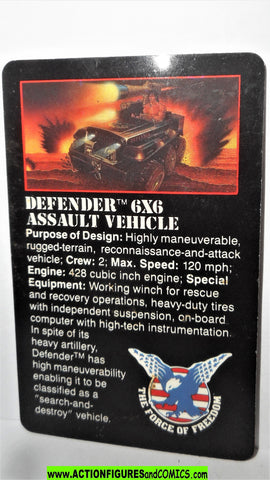 DEFENDER™ 6X6
ASSAULT VEHICLE
Purpose of Design: Highly maneuverable,
rugged-terrain, reconnaissance-and-attack
vehicle; Crew: 2; Max. Speed: 120 mph;
Engine: 428 cubic inch engine; Special
Equipment: Working winch for rescue
and recovery operations, heavy-duty tires
with independent suspension, on-board
computer with high-tech instrumentation.
In spite of its
heavy artillery,
Defender™ has
high maneuverability
enabling it to be
classified as a
"search-and-
destroy" vehicle.
THE FORCE OF FREEDOM
www.ACTIONFIGURESandCOMICS.com